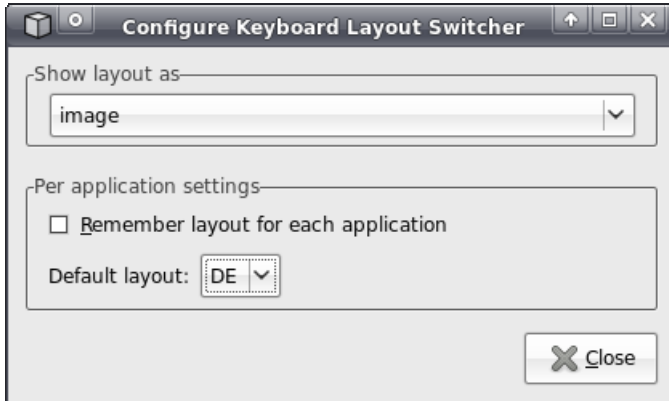 Configure Keyboard Layout Switcher
Show layout as
image
Per application settings
Remember layout for each application
Default layout: DE
Close